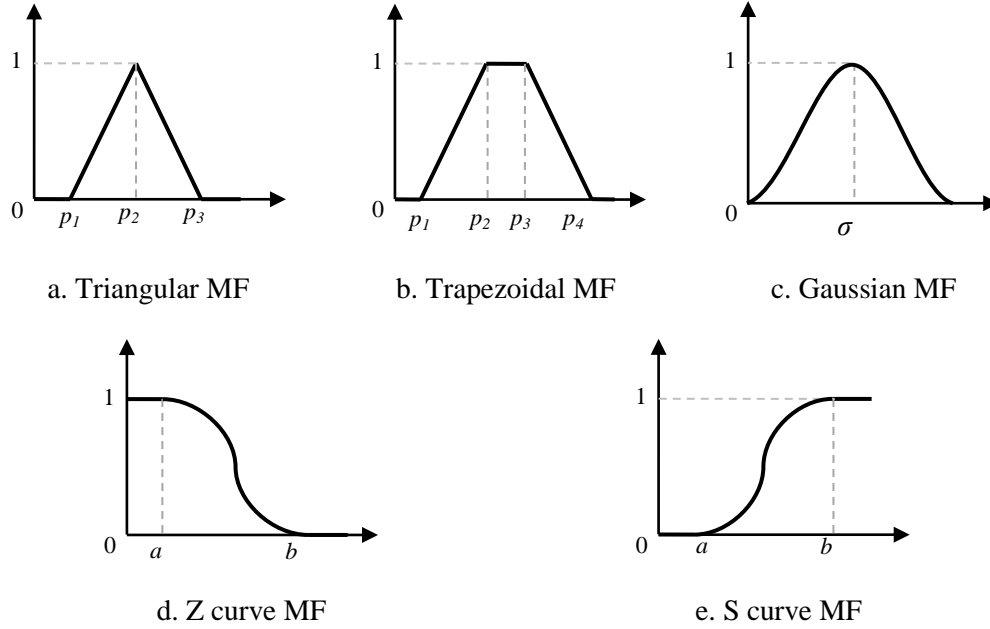 1
0
p1 p2 p3
a. Triangular MF
1
0
p1 p2 p3 p4
b. Trapezoidal MF
1
0
σ
c. Gaussian MF
1
0
a b
d. Z curve MF
1
0
a b
e. S curve MF